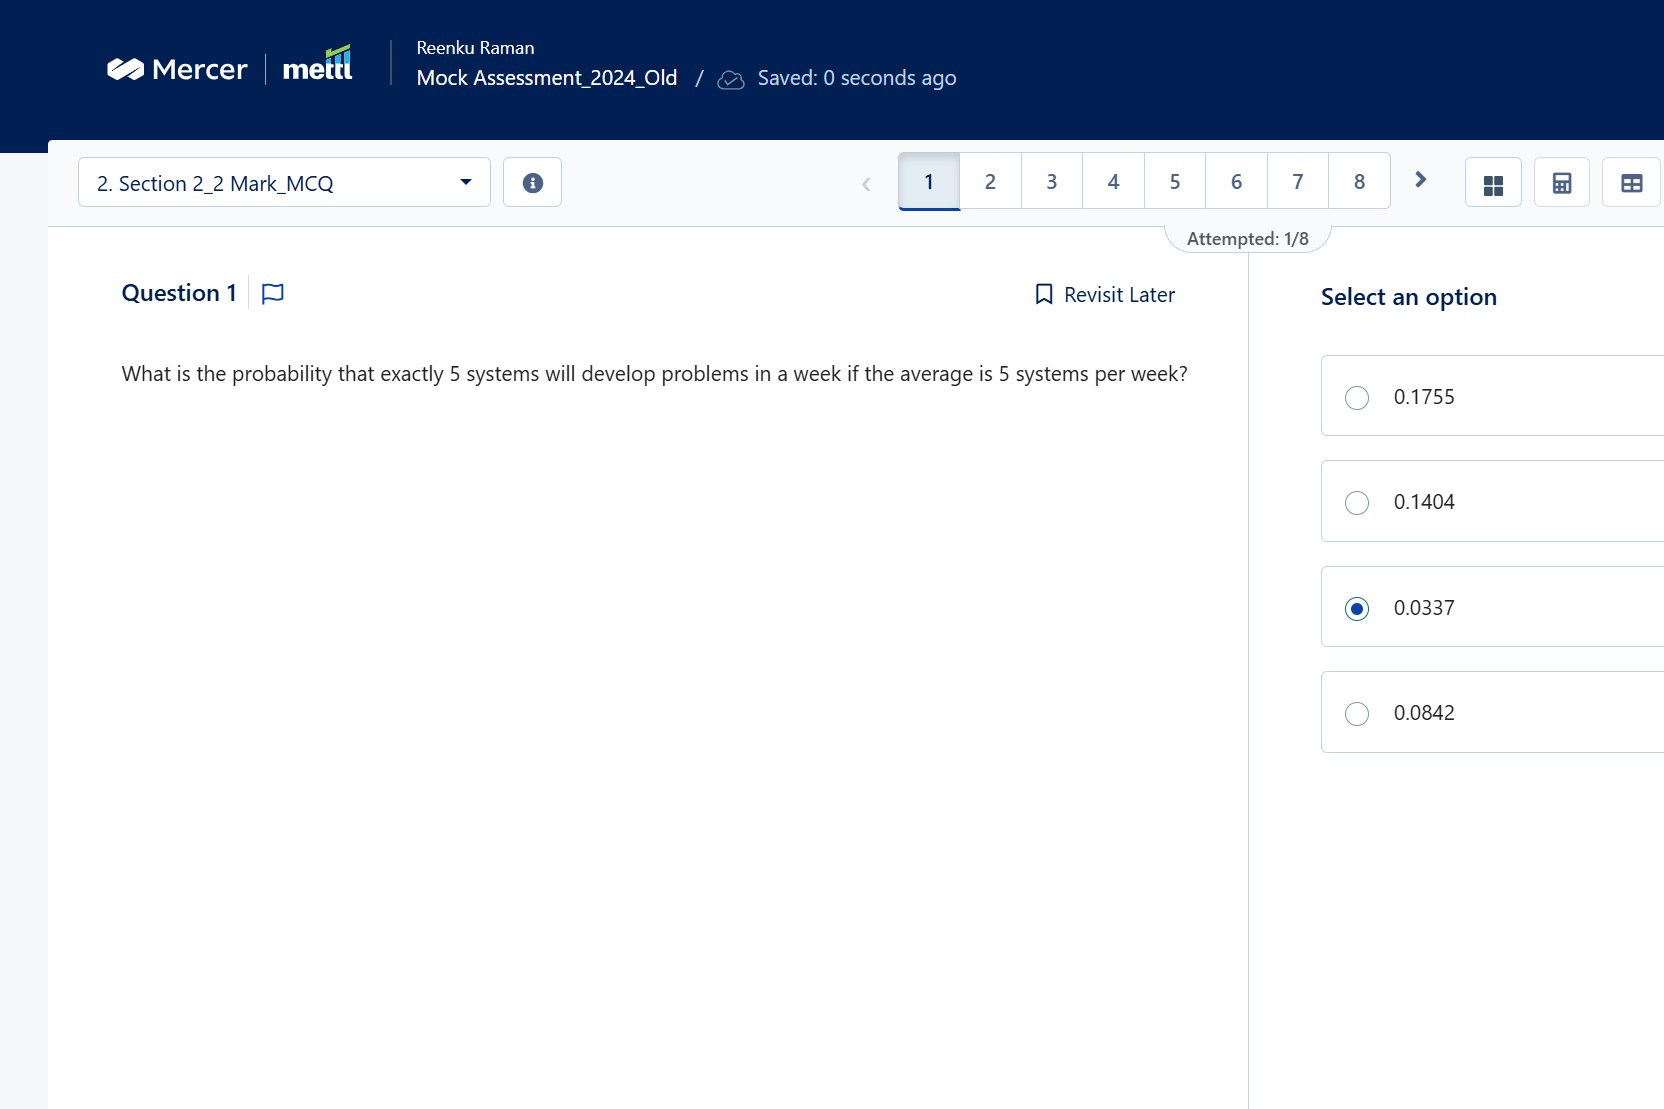 Mercer
mettl
Reenku Raman
Mock Assessment_2024_Old / Saved: 0 seconds ago
2. Section 2_2 Mark_MCQ
1 2 3 4 5 6 7 8
Attempted: 1/8
Question 1
Revisit Later
What is the probability that exactly 5 systems will develop problems in a week if the average is 5 systems per week?
Select an option
0.1755
0.1404
0.0337
0.0842